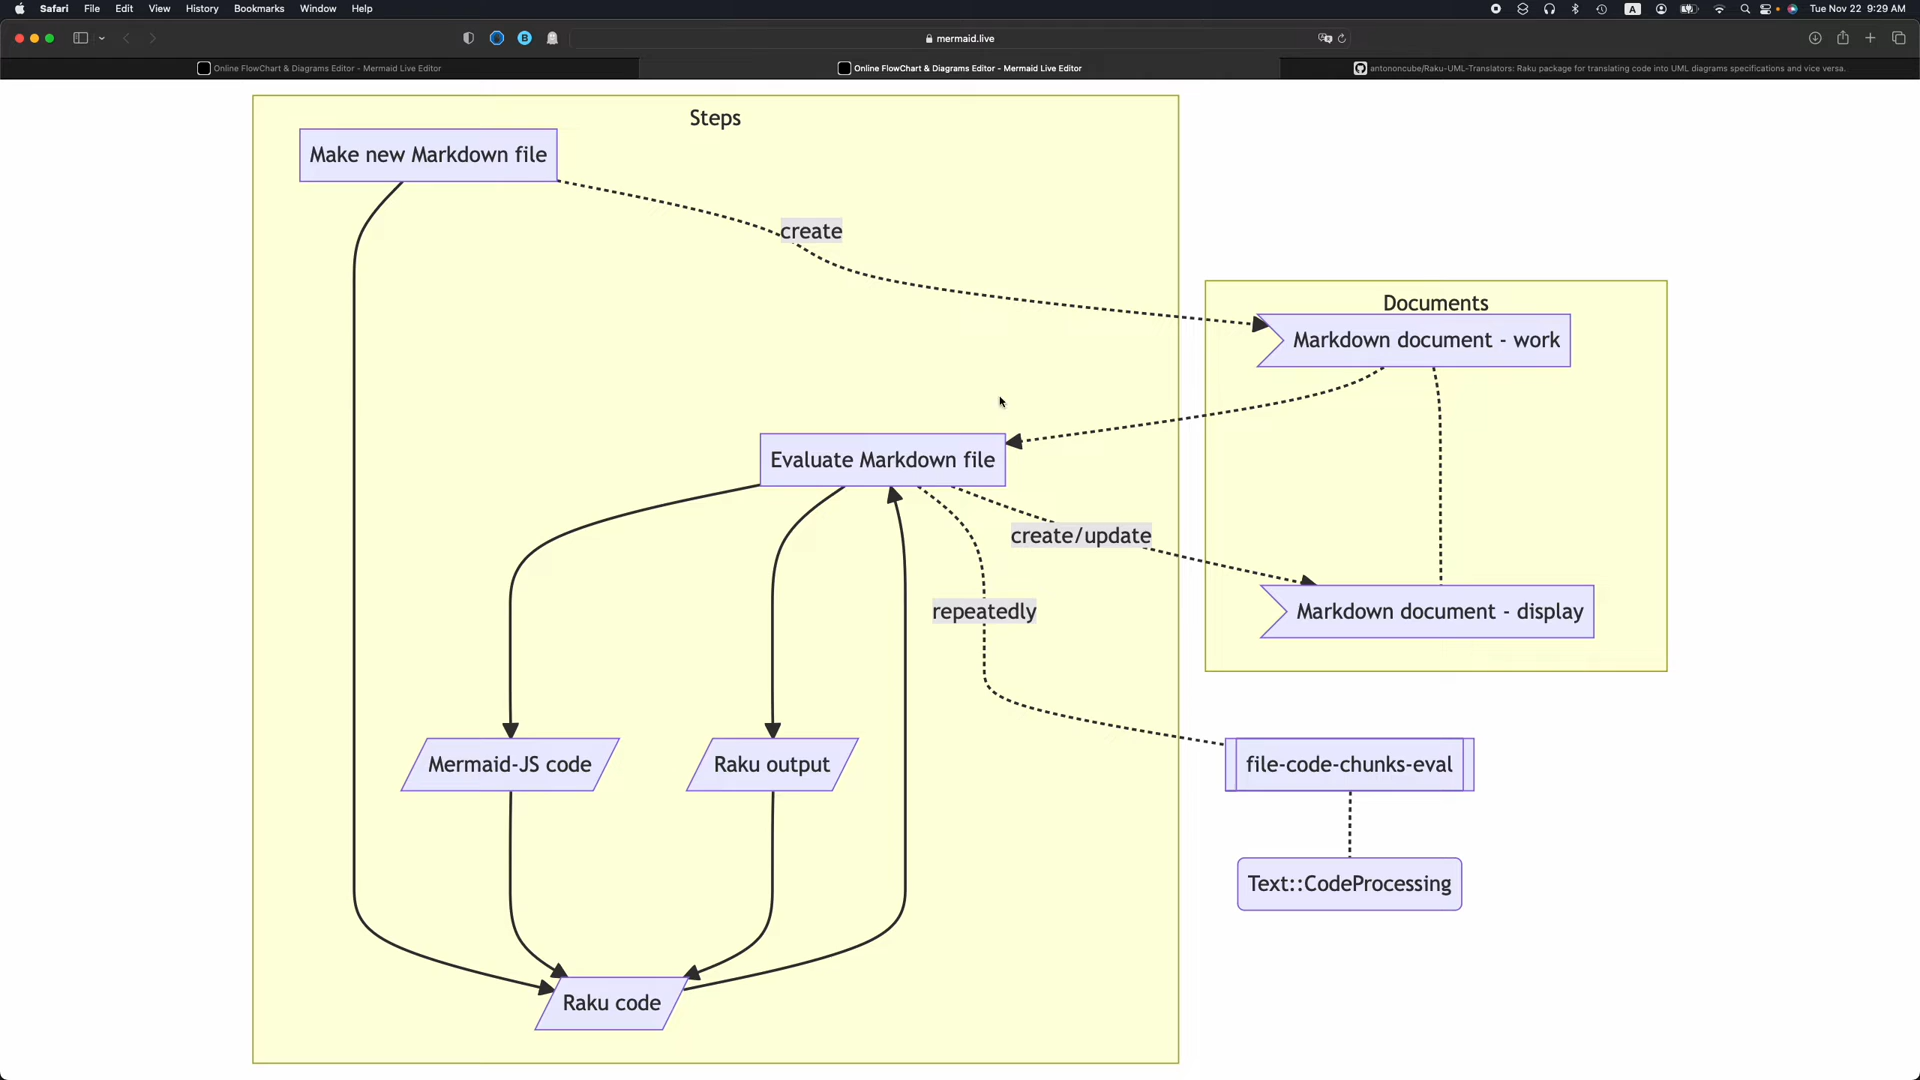 Safari File Edit View History Bookmarks Window Help
A
Tue Nov 22 9:29 AM
mermaid.live
Online FlowChart & Diagrams Editor - Mermaid Live Editor
Online FlowChart & Diagrams Editor - Mermaid Live Editor
antononcube/Raku-UML-Translators: Raku package for translating code into UML diagrams specifications and vice versa.
Steps
Make new Markdown file
create
Documents
Markdown document - work
Evaluate Markdown file
create/update
repeatedly
Markdown document - display
Mermaid-JS code
Raku output
file-code-chunks-eval
Text::CodeProcessing
Raku code